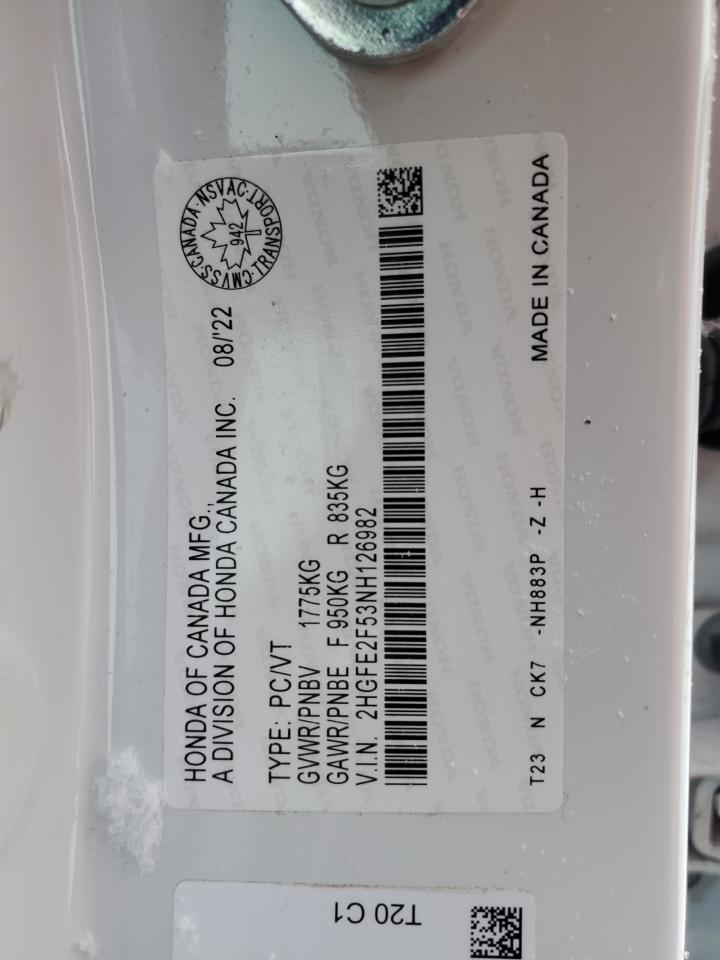 HONDA OF CANADA MFG.,
A DIVISION OF HONDA CANADA INC. 08/'22
CMVSS·CANADA·NSVAC·TRANSPORT·
942
TYPE: PC/VT
GVWR/PNBV 1775KG
GAWR/PNBE F 950KG R 835KG
V.I.N. 2HGFE2F53NH126982
T23 N CK7 -NH883P -Z -H MADE IN CANADA
T20 C1